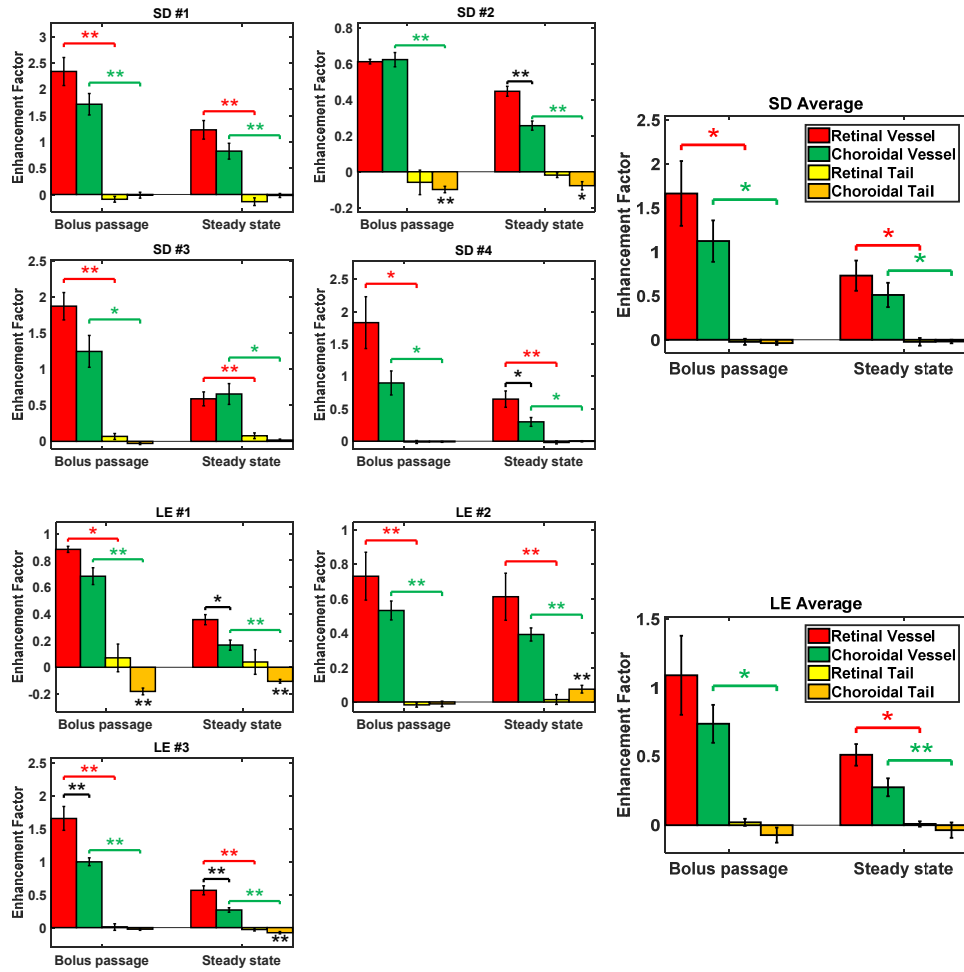 SD #1
Enhancement Factor
3
2.5
2
1.5
1
0.5
0
** ** ** **
Bolus passage Steady state
SD #2
0.6
0.4
0.2
0
-0.2
** ** ** ** *
Bolus passage Steady state
SD #3
Enhancement Factor
2.5
2
1.5
1
0.5
0
** * ** *
Bolus passage Steady state
SD #4
2
1.5
1
0.5
0
* * ** * *
Bolus passage Steady state
SD Average
Enhancement Factor
2.5
2
1.5
1
0.5
0
* * * *
Retinal Vessel
Choroidal Vessel
Retinal Tail
Choroidal Tail
Bolus passage Steady state
LE #1
Enhancement Factor
1
0.8
0.6
0.4
0.2
0
-0.2
* ** ** * ** **
Bolus passage Steady state
LE #2
1
0.8
0.6
0.4
0.2
0
** ** ** ** **
Bolus passage Steady state
LE #3
Enhancement Factor
2.5
2
1.5
1
0.5
0
** ** ** ** ** ** **
Bolus passage Steady state
LE Average
Enhancement Factor
1.5
1
0.5
0
* * **
Retinal Vessel
Choroidal Vessel
Retinal Tail
Choroidal Tail
Bolus passage Steady state